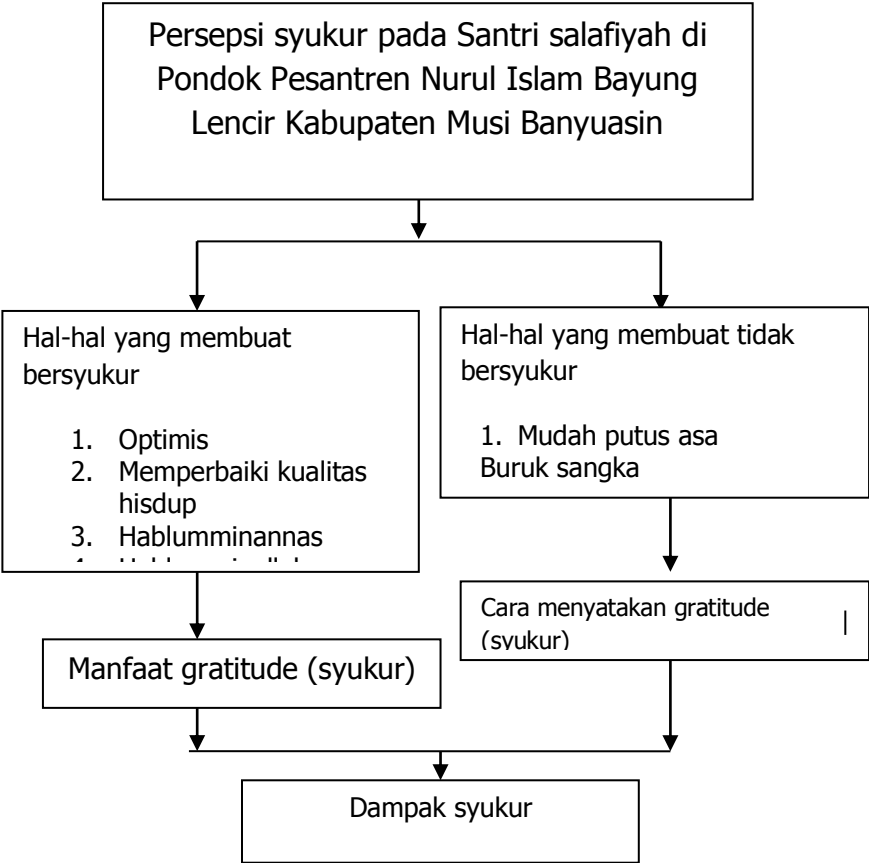 Persepsi syukur pada Santri salafiyah di
Pondok Pesantren Nurul Islam Bayung
Lencir Kabupaten Musi Banyuasin
Hal-hal yang membuat
bersyukur
1. Optimis
2. Memperbaiki kualitas
hisdup
3. Hablumminannas
Hal-hal yang membuat tidak
bersyukur
1. Mudah putus asa
Buruk sangka
Manfaat gratitude (syukur)
Cara menyatakan gratitude |
(syukur)
Dampak syukur